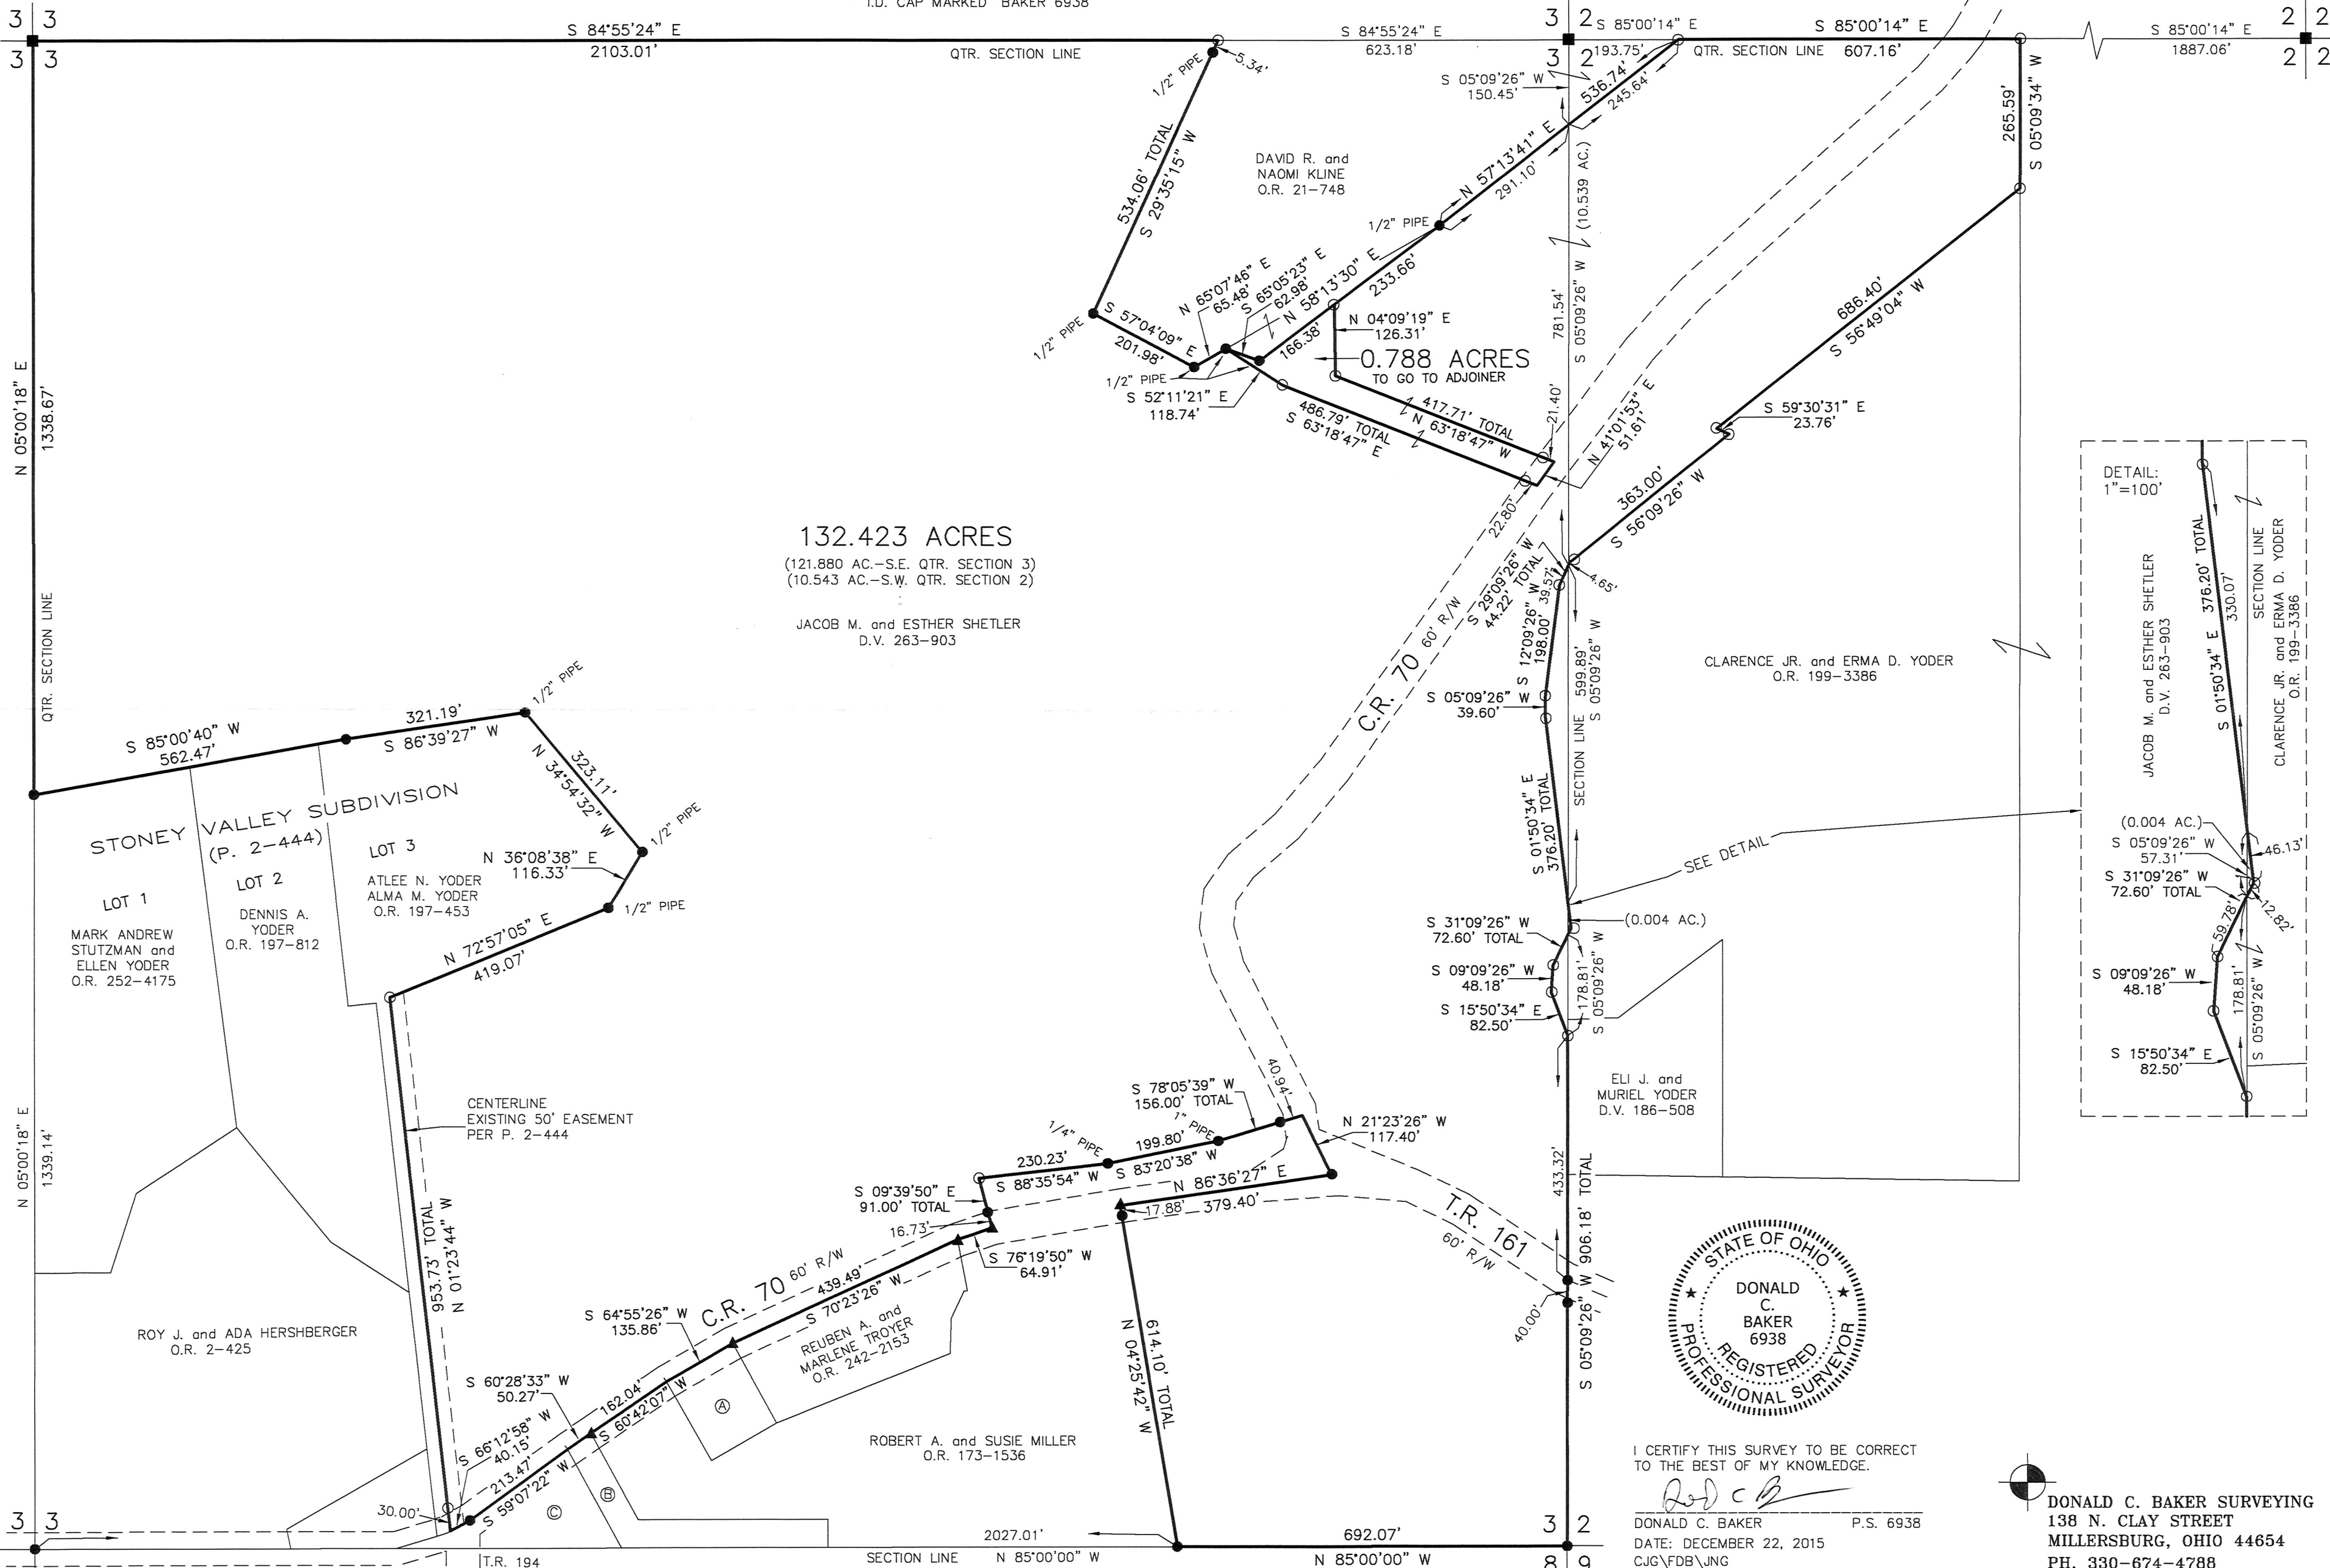 I.D. CAP MARKED "BAKER 6938"
3 3
3 3
S 84°55'24" E
2103.01'
QTR. SECTION LINE
5.34'
1/2" PIPE
S 84°55'24" E
623.18'
3 2
3 2
S 85°00'14" E
193.75'
QTR. SECTION LINE
S 85°00'14" E
607.16'
S 85°00'14" E
1887.06'
2 2
2 2
S 05°09'26" W
150.45'
536.74'
245.64'
N 57°13'41" E
291.10'
265.59'
S 05°09'34" W
534.06' TOTAL
S 29°35'15" W
DAVID R. and
NAOMI KLINE
O.R. 21-748
1/2" PIPE
781.54'
S 05°09'26" W (10.539 AC.)
1/2" PIPE
S 57°04'09" E
201.98'
N 65°07'46" E
65.48'
S 65°05'23" E
62.98'
N 58°13'30" E
233.66'
166.38'
1/2" PIPE
N 04°09'19" E
126.31'
0.788 ACRES
TO GO TO ADJOINER
S 52°11'21" E
118.74'
486.79' TOTAL
S 63°18'47" E
417.71' TOTAL
N 63°18'47" W
21.40'
N 41°01'53" E
51.61'
22.80'
686.40'
S 56°49'04" W
S 59°30'31" E
23.76'
363.00'
S 56°09'26" W
N 05°00'18" E
1338.67'
QTR. SECTION LINE
132.423 ACRES
(121.880 AC.-S.E. QTR. SECTION 3)
(10.543 AC.-S.W. QTR. SECTION 2)
JACOB M. and ESTHER SHETLER
D.V. 263-903
S 29°09'26" W
44.22' TOTAL
39.57'
4.65'
S 12°09'26" W
198.00'
S 05°09'26" W
39.60'
C.R. 70 60' R/W
SECTION LINE 599.89'
S 05°09'26" W
S 01°50'34" E
376.20' TOTAL
CLARENCE JR. and ERMA D. YODER
O.R. 199-3386
SEE DETAIL
(0.004 AC.)
S 31°09'26" W
72.60' TOTAL
S 09°09'26" W
48.18'
S 15°50'34" E
82.50'
178.81'
S 05°09'26" W
DETAIL:
1"=100'
S 01°50'34" E 376.20' TOTAL
330.07'
SECTION LINE
JACOB M. and ESTHER SHETLER
D.V. 263-903
CLARENCE JR. and ERMA D. YODER
O.R. 199-3386
(0.004 AC.)
S 05°09'26" W
57.31'
46.13'
S 31°09'26" W
72.60' TOTAL
59.78'
12.82'
S 09°09'26" W
48.18'
178.81'
S 05°09'26" W
S 15°50'34" E
82.50'
S 85°00'40" W
562.47'
321.19'
S 86°39'27" W
1/2" PIPE
323.11'
N 34°54'32" W
1/2" PIPE
N 36°08'38" E
116.33'
1/2" PIPE
N 72°57'05" E
419.07'
STONEY VALLEY SUBDIVISION
(P. 2-444)
LOT 1
MARK ANDREW
STUTZMAN and
ELLEN YODER
O.R. 252-4175
LOT 2
DENNIS A.
YODER
O.R. 197-812
LOT 3
ATLEE N. YODER
ALMA M. YODER
O.R. 197-453
N 05°00'18" E
1339.14'
CENTERLINE
EXISTING 50' EASEMENT
PER P. 2-444
953.73' TOTAL
N 01°23'44" W
ROY J. and ADA HERSHBERGER
O.R. 2-425
ELI J. and
MURIEL YODER
D.V. 186-508
40.94'
S 78°05'39" W
156.00' TOTAL
1" PIPE
1/4" PIPE
N 21°23'26" W
117.40'
230.23'
S 88°35'54" W
199.80'
S 83°20'38" W
S 09°39'50" E
91.00' TOTAL
16.73'
N 86°36'27" E
379.40'
17.88'
S 76°19'50" W
64.91'
T.R. 161
60' R/W
433.32'
S 05°09'26" W 906.18' TOTAL
40.00'
C.R. 70 60' R/W
439.49'
S 70°23'26" W
S 64°55'26" W
135.86'
REUBEN A. and
MARLENE TROYER
O.R. 242-2153
614.10' TOTAL
N 04°25'42" W
S 60°28'33" W
50.27'
162.04'
S 60°42'07" W
S 66°12'58" W
40.15'
213.47'
S 59°07'22" W
30.00'
A
B
C
ROBERT A. and SUSIE MILLER
O.R. 173-1536
3 3
T.R. 194
2027.01'
SECTION LINE N 85°00'00" W
692.07'
N 85°00'00" W
3 2
8 9
STATE OF OHIO
DONALD
C.
BAKER
6938
REGISTERED
PROFESSIONAL SURVEYOR
I CERTIFY THIS SURVEY TO BE CORRECT
TO THE BEST OF MY KNOWLEDGE.
DONALD C. BAKER P.S. 6938
DATE: DECEMBER 22, 2015
CJG\FDB\JNG
DONALD C. BAKER SURVEYING
138 N. CLAY STREET
MILLERSBURG, OHIO 44654
PH. 330-674-4788